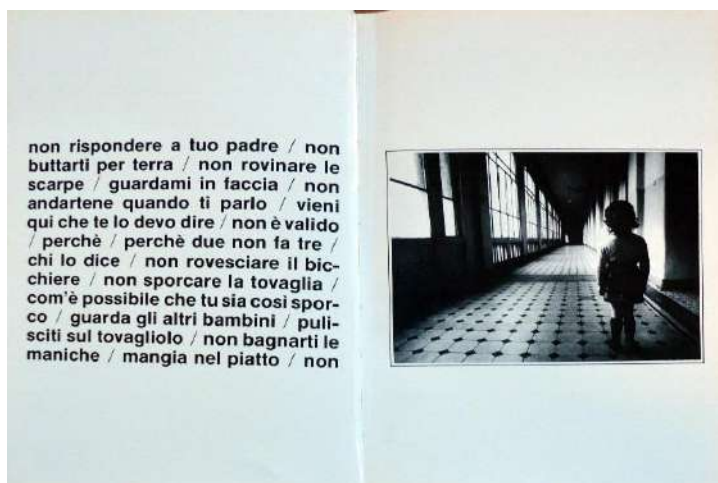 non rispondere a tuo padre / non
buttarti per terra / non rovinare le
scarpe / guardami in faccia / non
andartene quando ti parlo / vieni
qui che te lo devo dire / non è valido
/ perchè / perchè due non fa tre /
chi lo dice / non rovesciare il bic-
chiere / non sporcare la tovaglia /
com'è possibile che tu sia così spor-
co / guarda gli altri bambini / puli-
sciti sul tovagliolo / non bagnarti le
maniche / mangia nel piatto / non